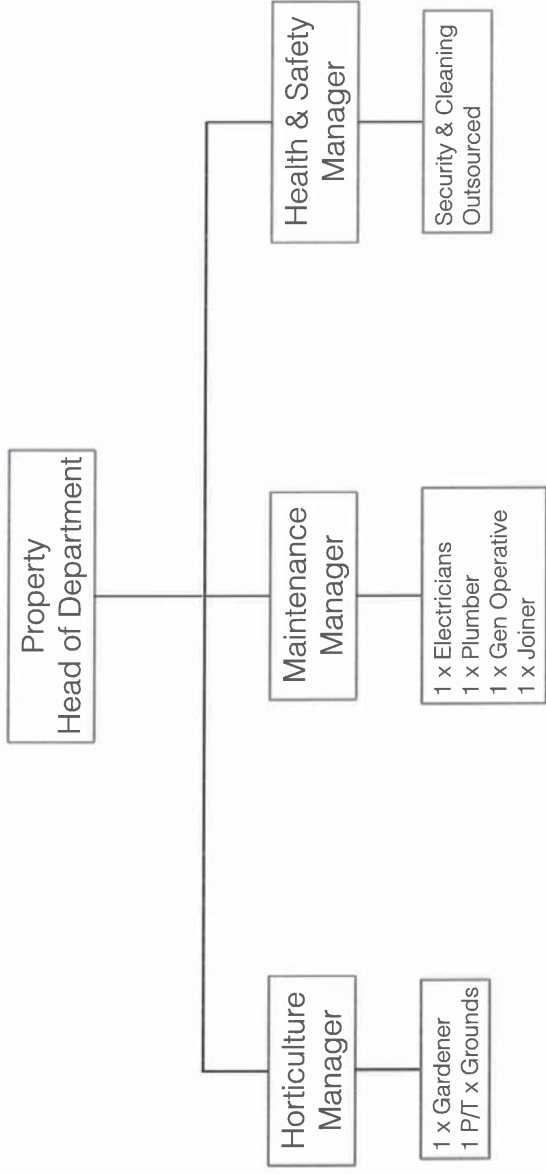 Property
Head of Department
Horticulture
Manager
Maintenance
Manager
Health & Safety
Manager
1 x Gardener
1 P/T x Grounds
1 x Electricians
1 x Plumber
1 x Gen Operative
1 x Joiner
Security & Cleaning
Outsourced